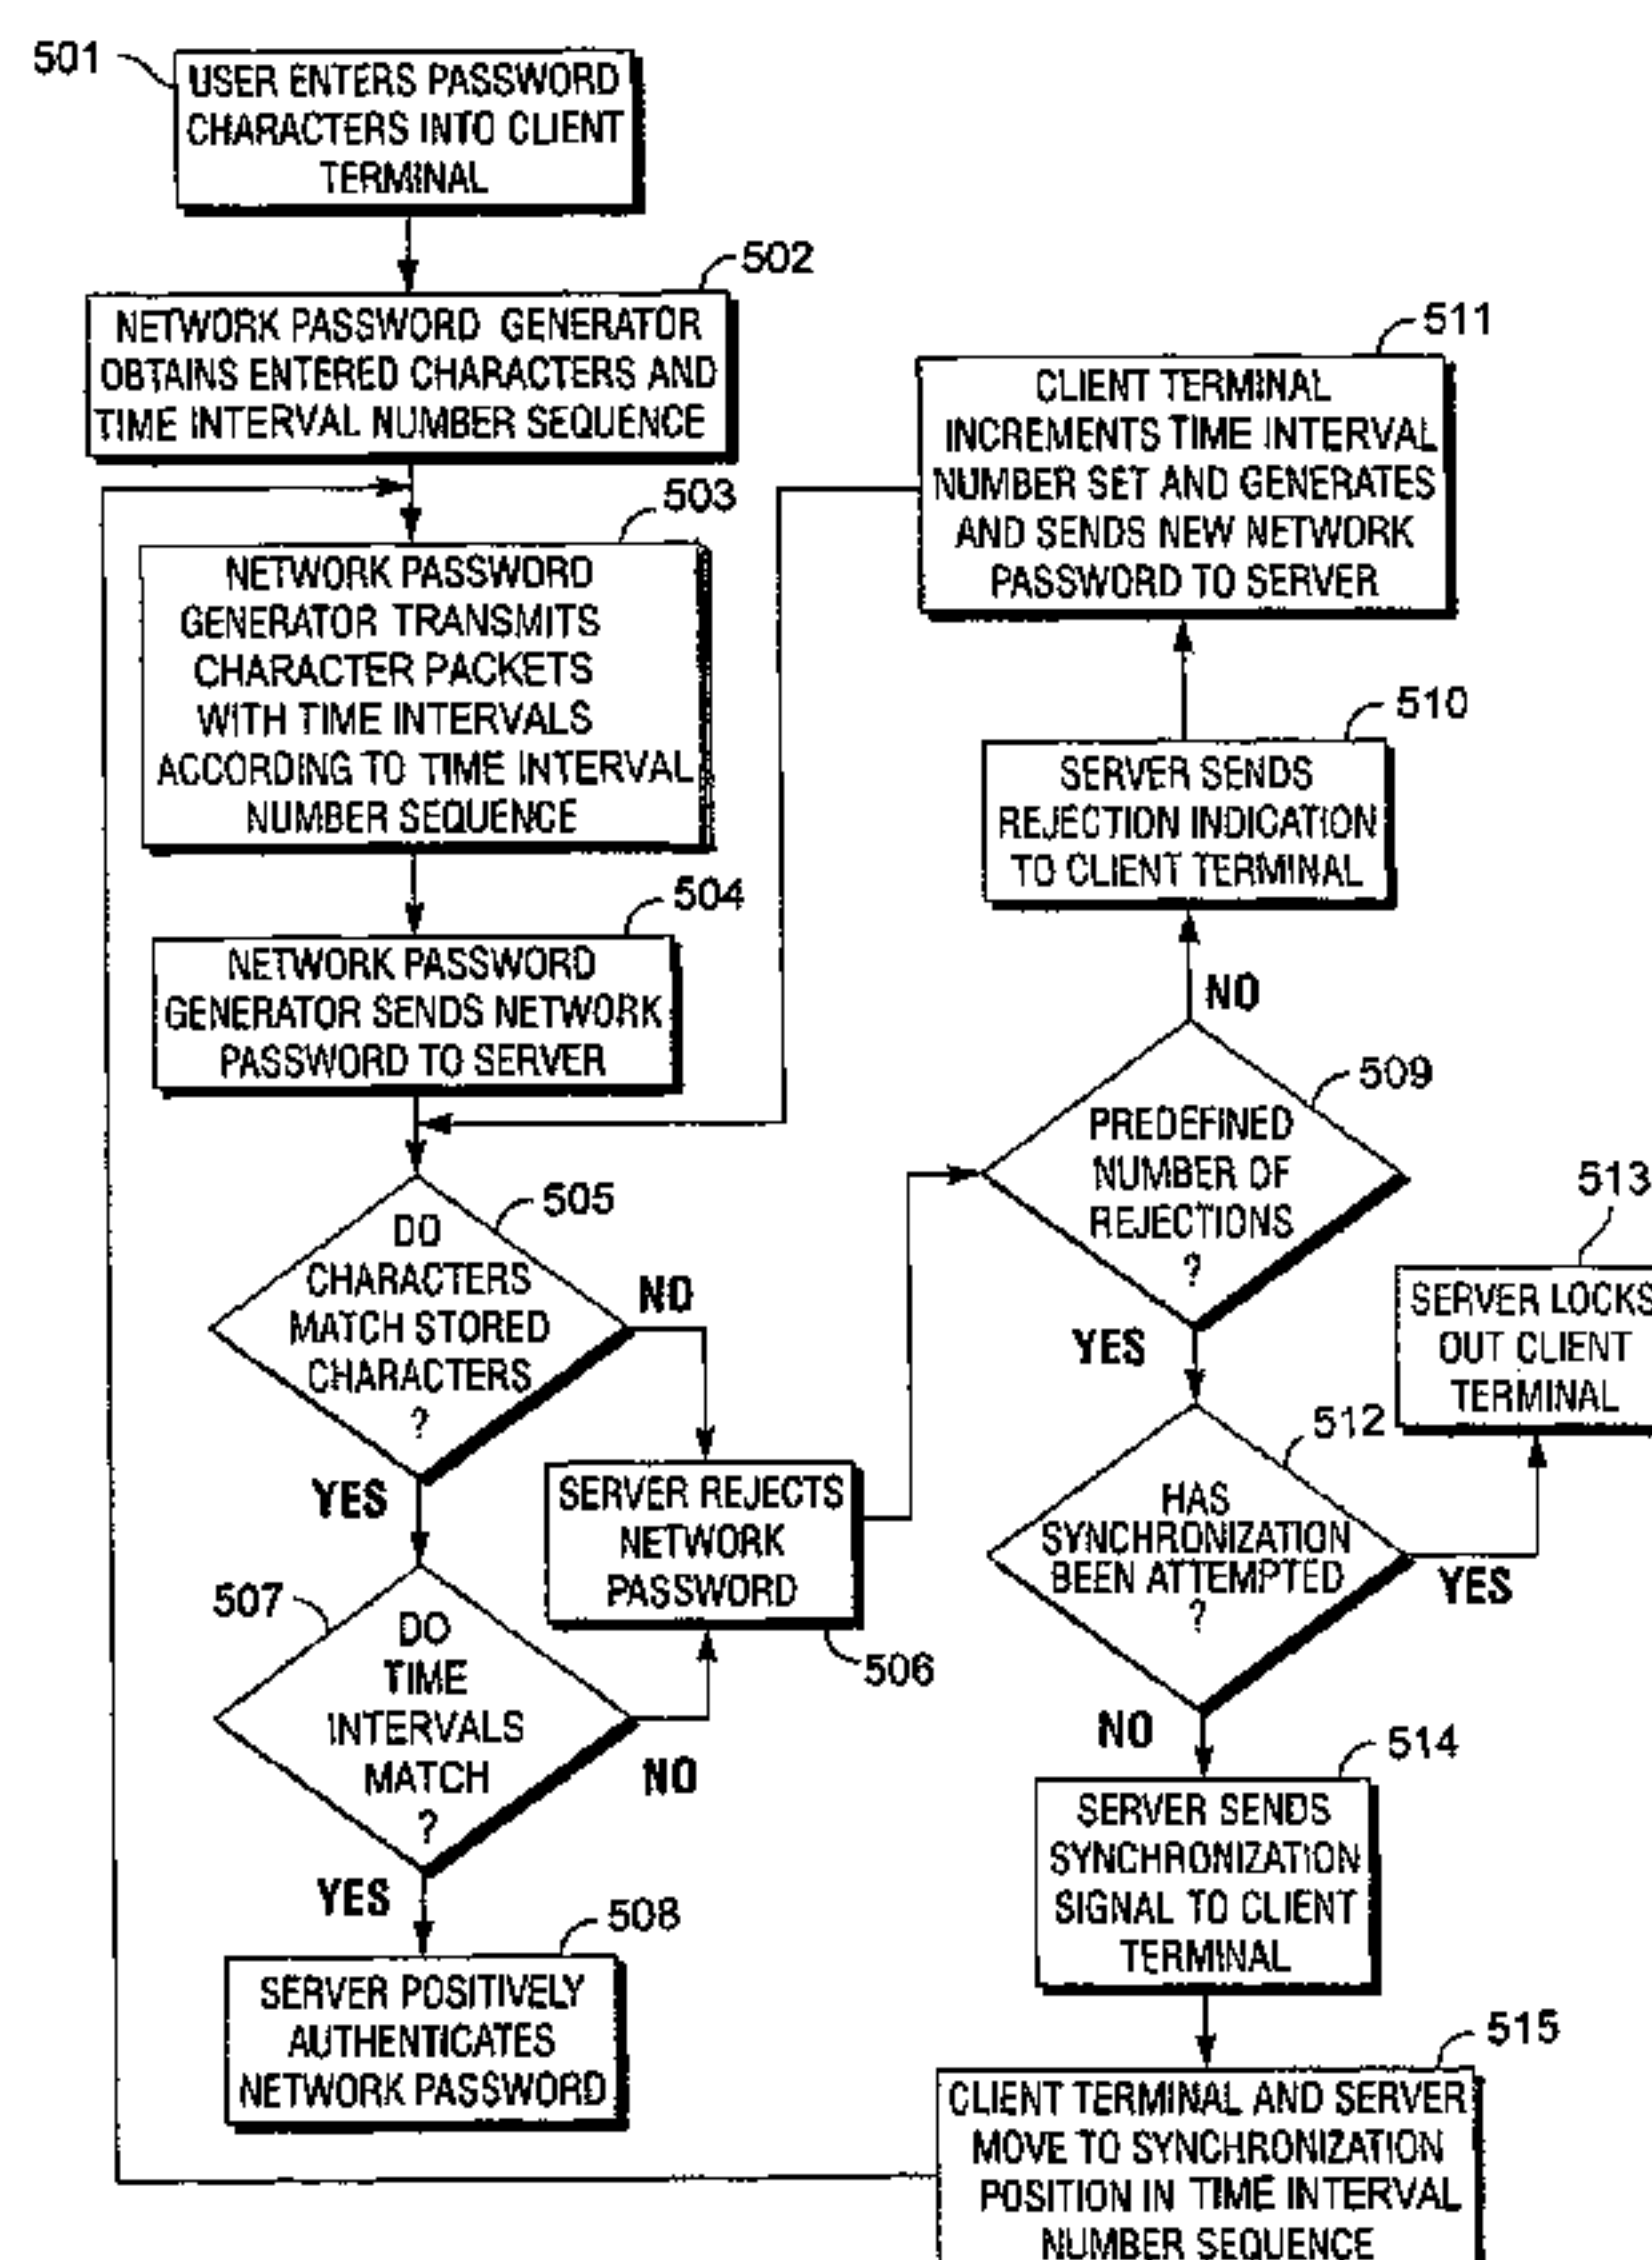 501
USER ENTERS PASSWORD
CHARACTERS INTO CLIENT
TERMINAL
502
NETWORK PASSWORD GENERATOR
OBTAINS ENTERED CHARACTERS AND
TIME INTERVAL NUMBER SEQUENCE
503
NETWORK PASSWORD
GENERATOR TRANSMITS
CHARACTER PACKETS
WITH TIME INTERVALS
ACCORDING TO TIME INTERVAL
NUMBER SEQUENCE
504
NETWORK PASSWORD
GENERATOR SENDS NETWORK
PASSWORD TO SERVER
505
DO
CHARACTERS
MATCH STORED
CHARACTERS
?
NO
YES
SERVER REJECTS
NETWORK
PASSWORD
506
507
DO
TIME
INTERVALS
MATCH
?
NO
YES
508
SERVER POSITIVELY
AUTHENTICATES
NETWORK PASSWORD
511
CLIENT TERMINAL
INCREMENTS TIME INTERVAL
NUMBER SET AND GENERATES
AND SENDS NEW NETWORK
PASSWORD TO SERVER
510
SERVER SENDS
REJECTION INDICATION
TO CLIENT TERMINAL
NO
509
PREDEFINED
NUMBER OF
REJECTIONS
?
YES
513
SERVER LOCKS
OUT CLIENT
TERMINAL
512
HAS
SYNCHRONIZATION
BEEN ATTEMPTED
?
YES
NO
514
SERVER SENDS
SYNCHRONIZATION
SIGNAL TO CLIENT
TERMINAL
515
CLIENT TERMINAL AND SERVER
MOVE TO SYNCHRONIZATION
POSITION IN TIME INTERVAL
NUMBER SEQUENCE